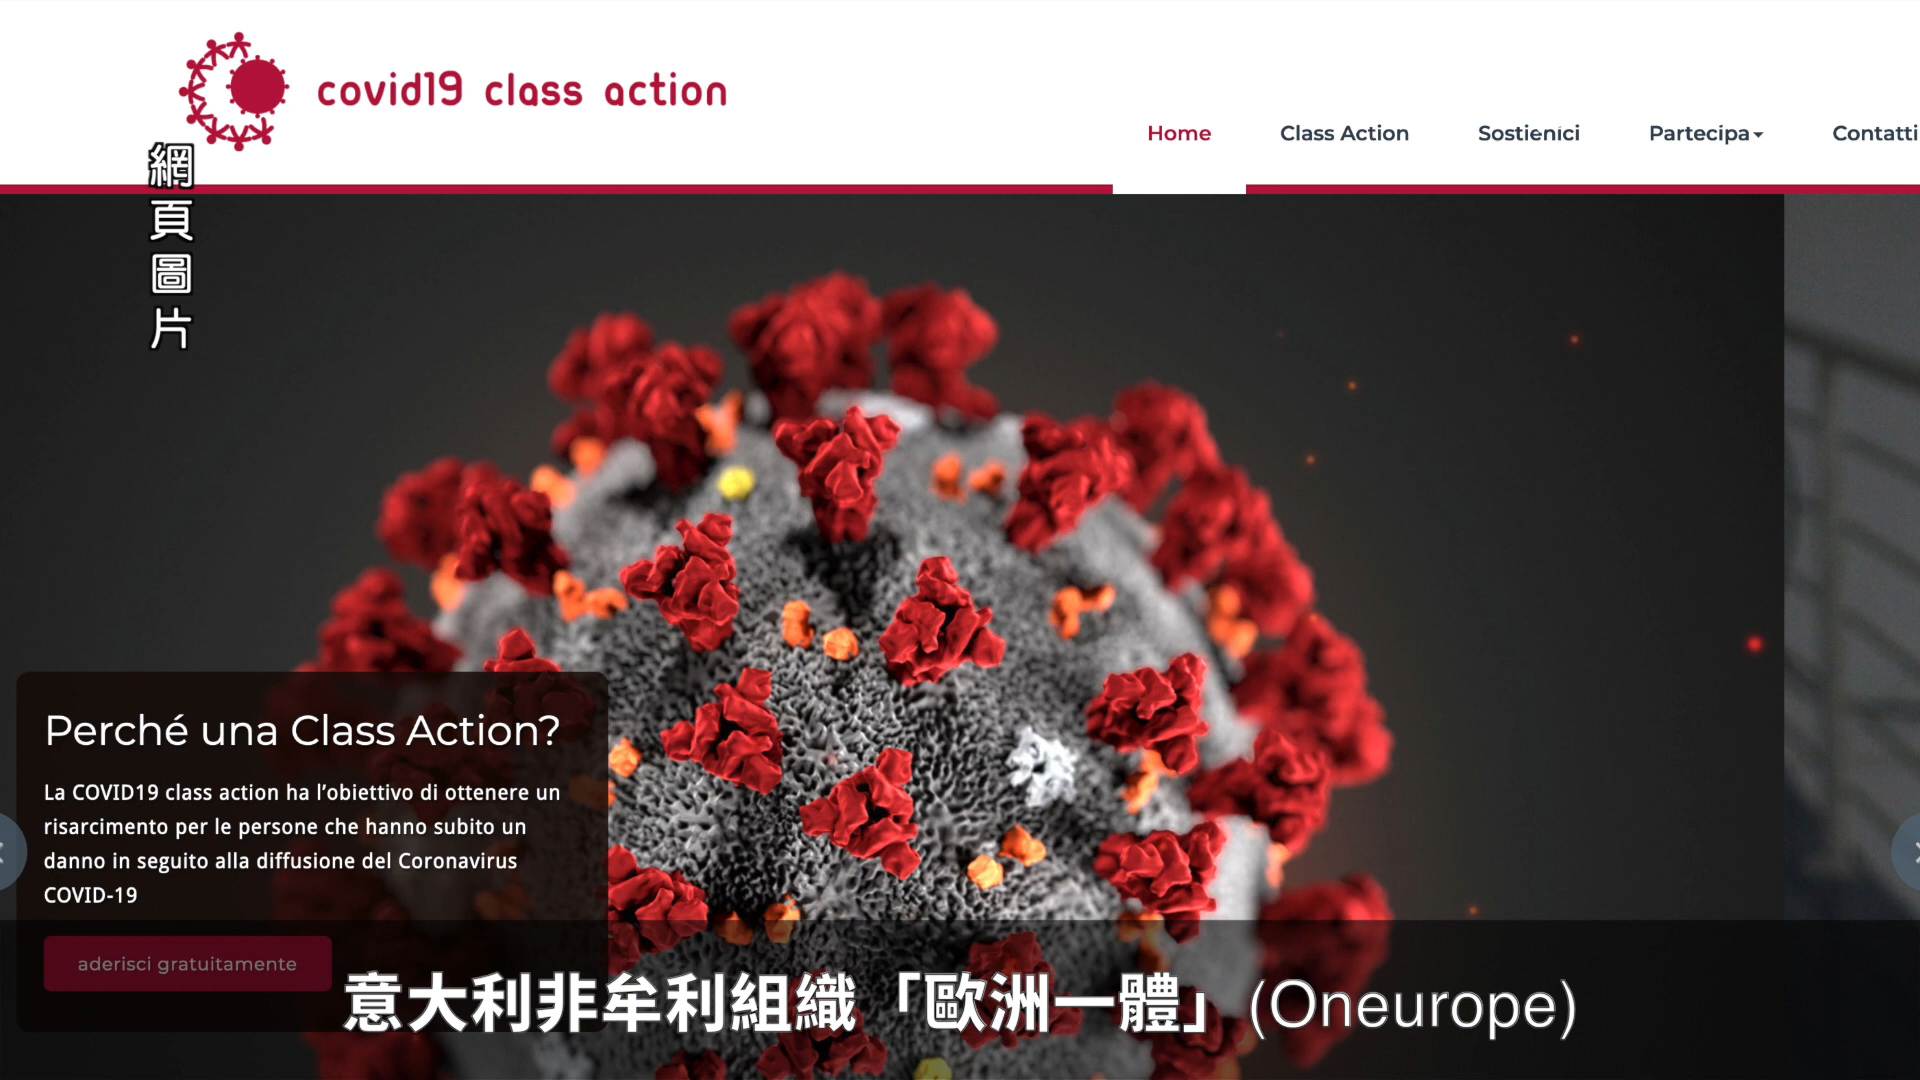 covid19 class action
Home Class Action Sostienici Partecipa Contatti
網頁圖片
Perché una Class Action?
La COVID19 class action ha l'obiettivo di ottenere un
risarcimento per le persone che hanno subito un
danno in seguito alla diffusione del Coronavirus
COVID-19
aderisci gratuitamente
意大利非牟利組織「歐洲一體」(Oneurope)